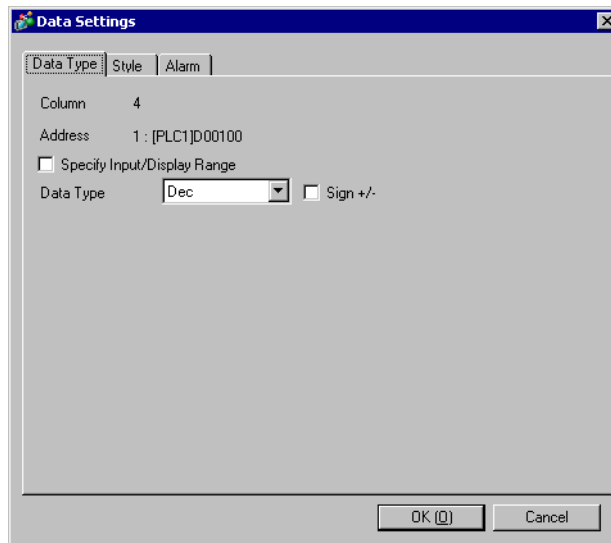 Data Settings
Data Type Style Alarm
Column 4
Address 1 : [PLC1]D00100
Specify Input/Display Range
Data Type Dec Sign +/-
OK (O) Cancel